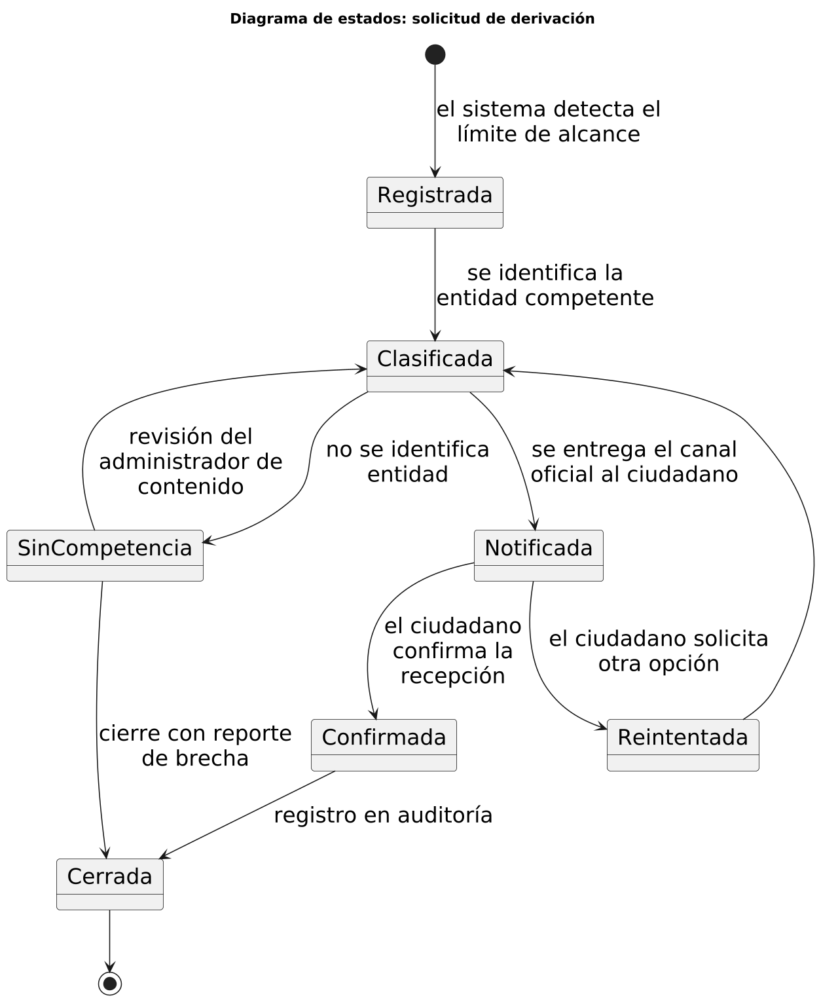 Diagrama de estados: solicitud de derivación
el sistema detecta el
límite de alcance
Registrada
se identifica la
entidad competente
Clasificada
revisión del
administrador de
contenido
no se identifica
entidad
se entrega el canal
oficial al ciudadano
SinCompetencia
Notificada
el ciudadano
confirma la
recepción
el ciudadano solicita
otra opción
cierre con reporte
de brecha
Confirmada
Reintentada
registro en auditoría
Cerrada